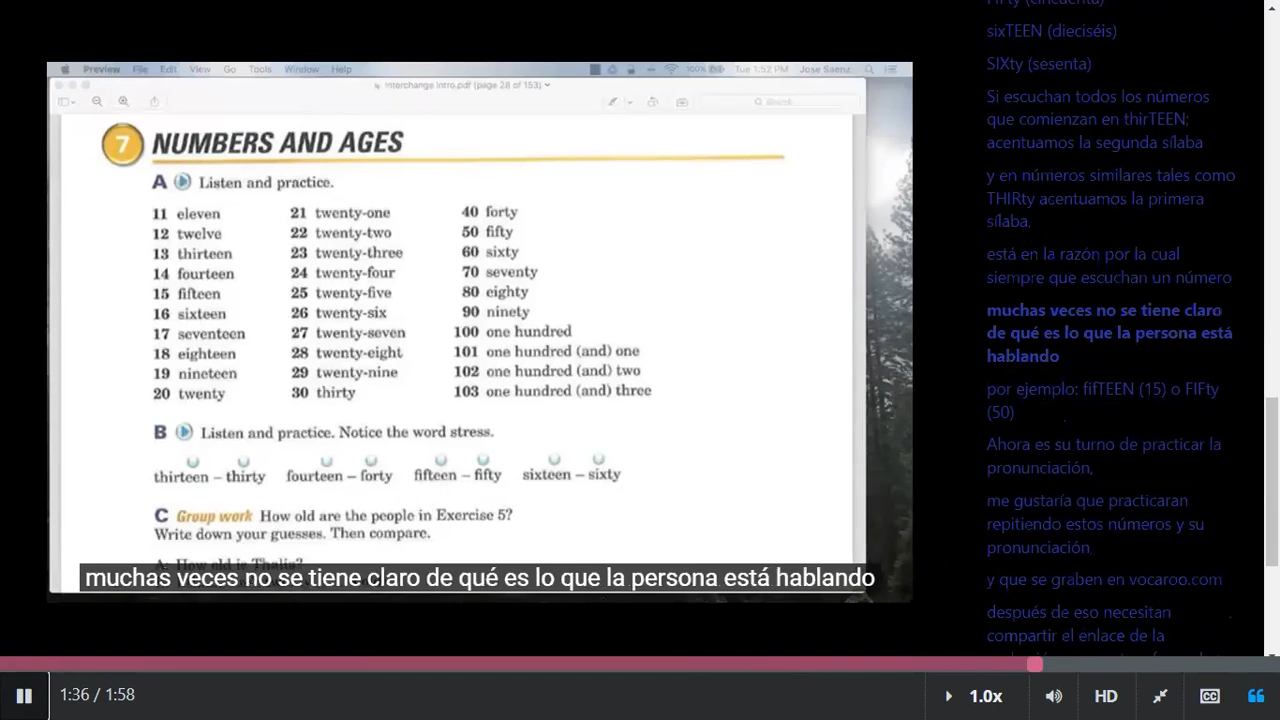 Preview File Edit View Go Tools Window Help
100% Tue 1:52 PM Jose Saenz
Interchange Intro.pdf (page 28 of 153)
7 NUMBERS AND AGES
A Listen and practice.
11 eleven 21 twenty-one 40 forty
12 twelve 22 twenty-two 50 fifty
13 thirteen 23 twenty-three 60 sixty
14 fourteen 24 twenty-four 70 seventy
15 fifteen 25 twenty-five 80 eighty
16 sixteen 26 twenty-six 90 ninety
17 seventeen 27 twenty-seven 100 one hundred
18 eighteen 28 twenty-eight 101 one hundred (and) one
19 nineteen 29 twenty-nine 102 one hundred (and) two
20 twenty 30 thirty 103 one hundred (and) three
B Listen and practice. Notice the word stress.
thirteen – thirty fourteen – forty fifteen – fifty sixteen – sixty
C Group work How old are the people in Exercise 5?
Write down your guesses. Then compare.
A: How old is Thalia?
muchas veces no se tiene claro de qué es lo que la persona está hablando
FIFty (cincuenta)
sixTEEN (dieciséis)
SIXty (sesenta)
Si escuchan todos los números
que comienzan en thirTEEN;
acentuamos la segunda sílaba
y en números similares tales como
THIRty acentuamos la primera
sílaba,
está en la razón por la cual
siempre que escuchan un número
muchas veces no se tiene claro
de qué es lo que la persona está
hablando
por ejemplo: fifTEEN (15) o FIFty
(50)
Ahora es su turno de practicar la
pronunciación,
me gustaría que practicaran
repitiendo estos números y su
pronunciación.
y que se graben en vocaroo.com
después de eso necesitan
compartir el enlace de la
1:36 / 1:58
1.0x
HD
CC